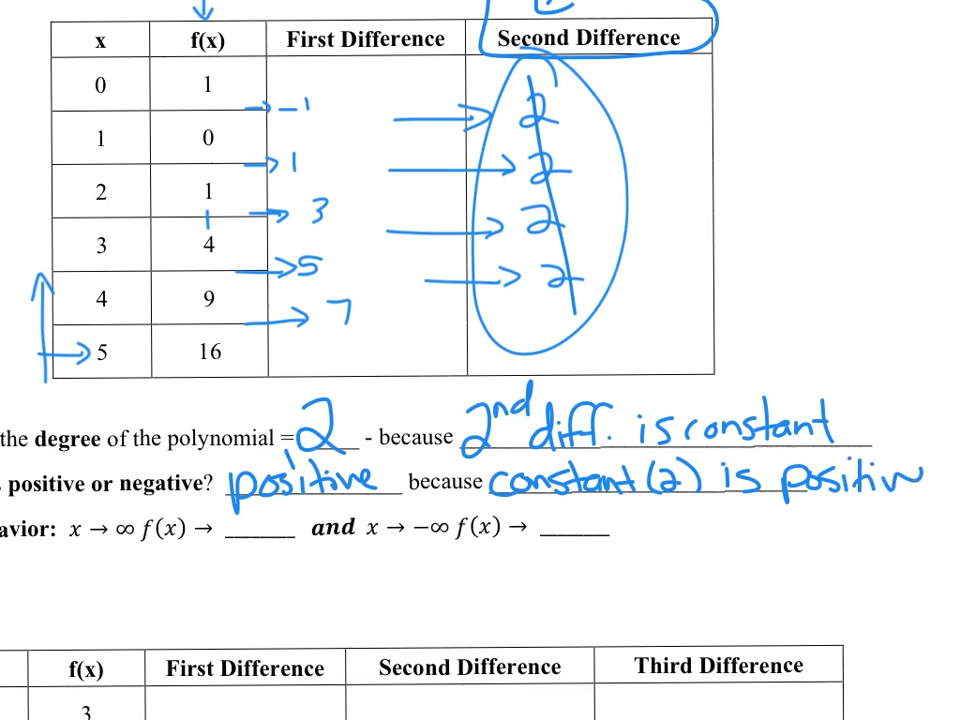 x f(x) First Difference Second Difference
0 1
-1 2
1 0
1 2
2 1
3 2
3 4
5 2
4 9
7
5 16
the degree of the polynomial = 2 - because 2nd diff. is constant
positive or negative? positive because constant (2) is positiv
avior: x → ∞ f(x) → ______ and x → -∞ f(x) → ______
f(x) First Difference Second Difference Third Difference
3